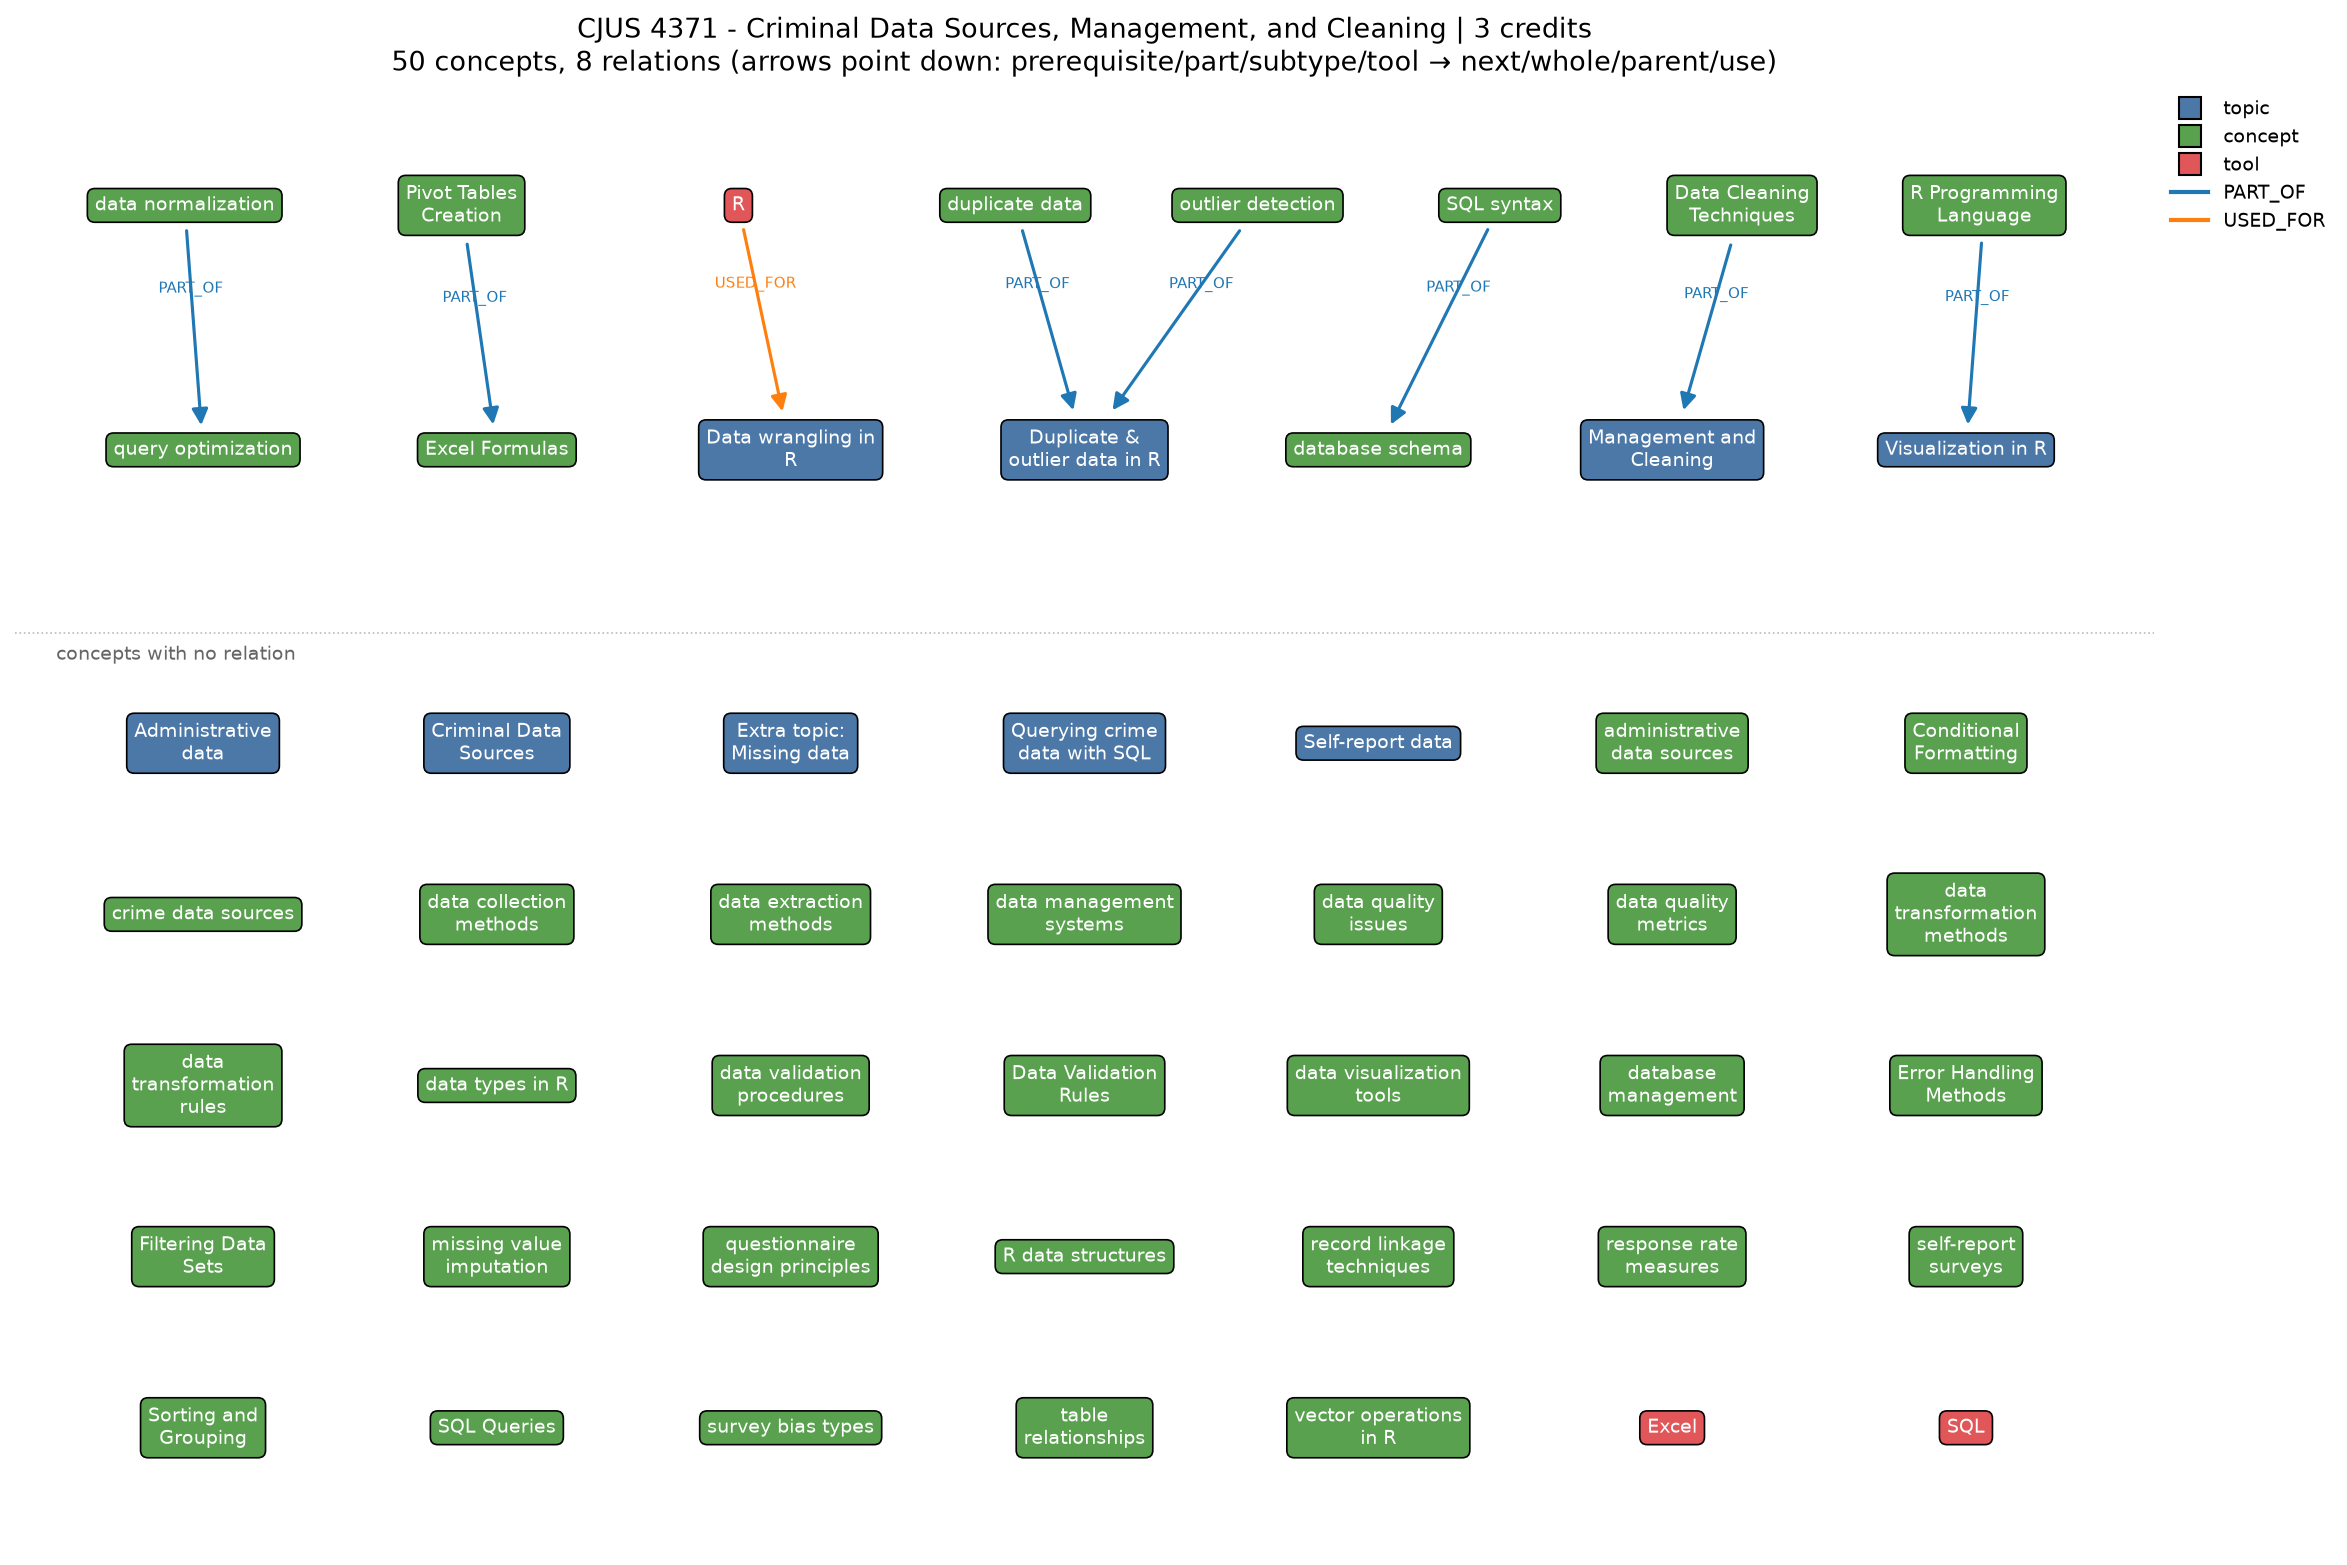 CJUS 4371 - Criminal Data Sources, Management, and Cleaning | 3 credits
50 concepts, 8 relations (arrows point down: prerequisite/part/subtype/tool → next/whole/parent/use)
topic
concept
tool
PART_OF
USED_FOR
data normalization
Pivot Tables
Creation
R
duplicate data
outlier detection
SQL syntax
Data Cleaning
Techniques
R Programming
Language
PART_OF
PART_OF
USED_FOR
PART_OF
PART_OF
PART_OF
PART_OF
PART_OF
query optimization
Excel Formulas
Data wrangling in
R
Duplicate &
outlier data in R
database schema
Management and
Cleaning
Visualization in R
concepts with no relation
Administrative
data
Criminal Data
Sources
Extra topic:
Missing data
Querying crime
data with SQL
Self-report data
administrative
data sources
Conditional
Formatting
crime data sources
data collection
methods
data extraction
methods
data management
systems
data quality
issues
data quality
metrics
data
transformation
methods
data
transformation
rules
data types in R
data validation
procedures
Data Validation
Rules
data visualization
tools
database
management
Error Handling
Methods
Filtering Data
Sets
missing value
imputation
questionnaire
design principles
R data structures
record linkage
techniques
response rate
measures
self-report
surveys
Sorting and
Grouping
SQL Queries
survey bias types
table
relationships
vector operations
in R
Excel
SQL